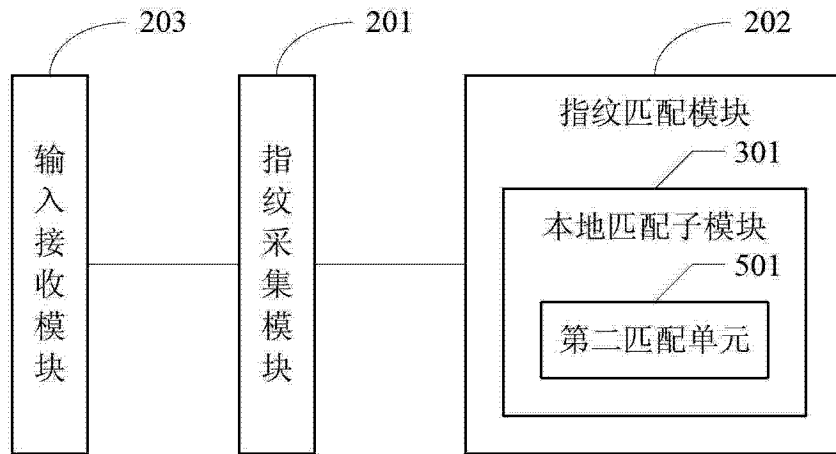 203
201
202
输入接收模块
指纹采集模块
指纹匹配模块
301
本地匹配子模块
501
第二匹配单元